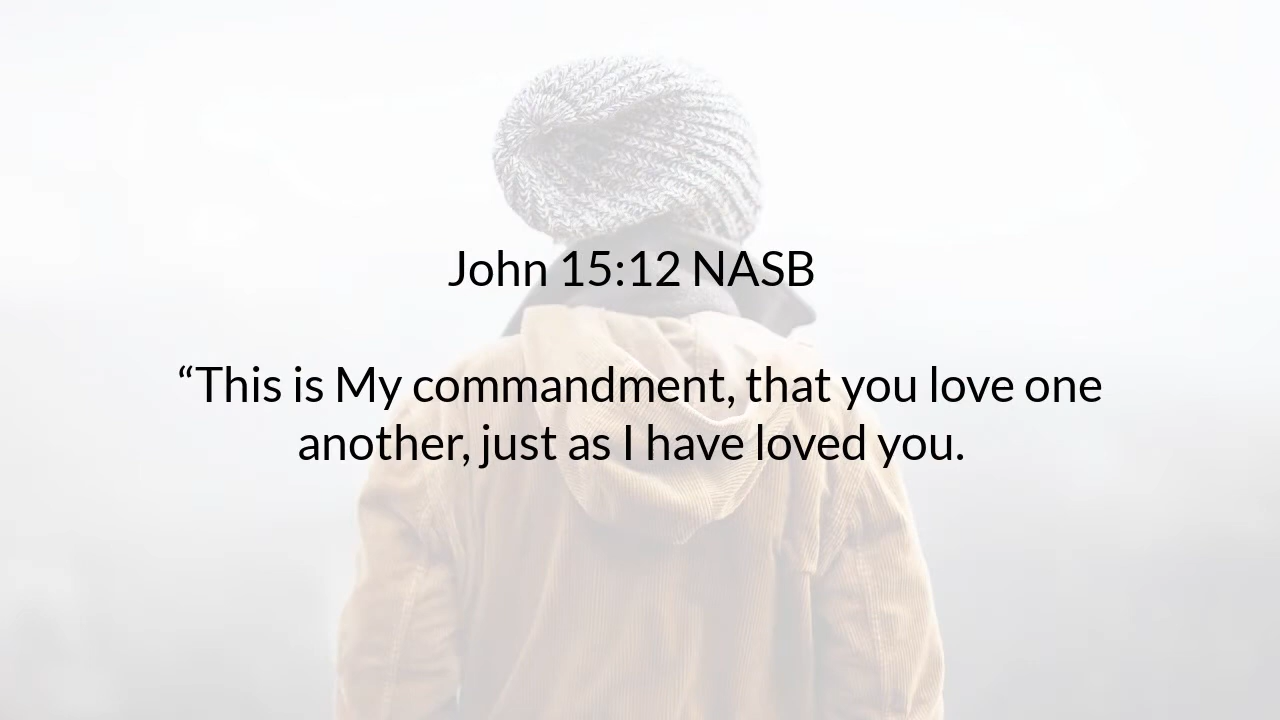 John 15:12 NASB
“This is My commandment, that you love one
another, just as I have loved you.